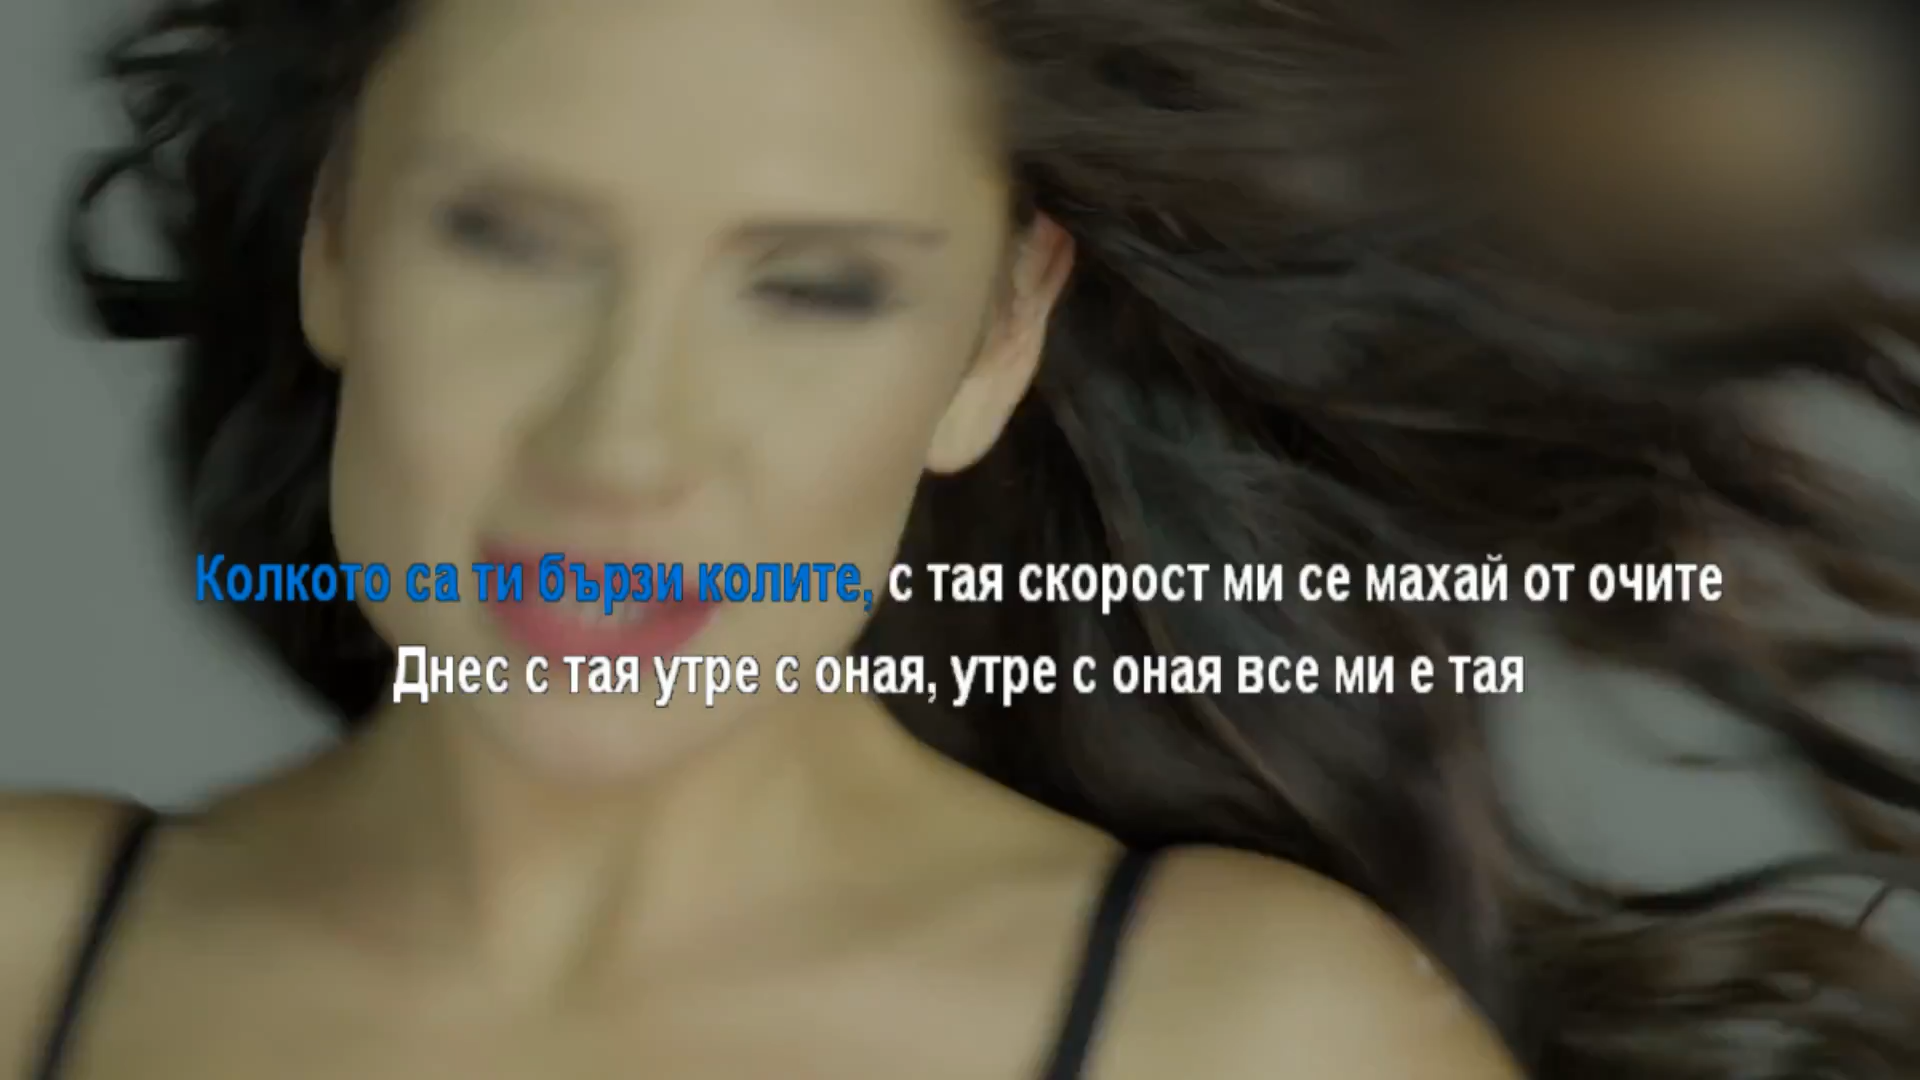 Колкото са ти бързи колите, с тая скорост ми се махай от очите
Днес с тая утре с оная, утре с оная все ми е тая